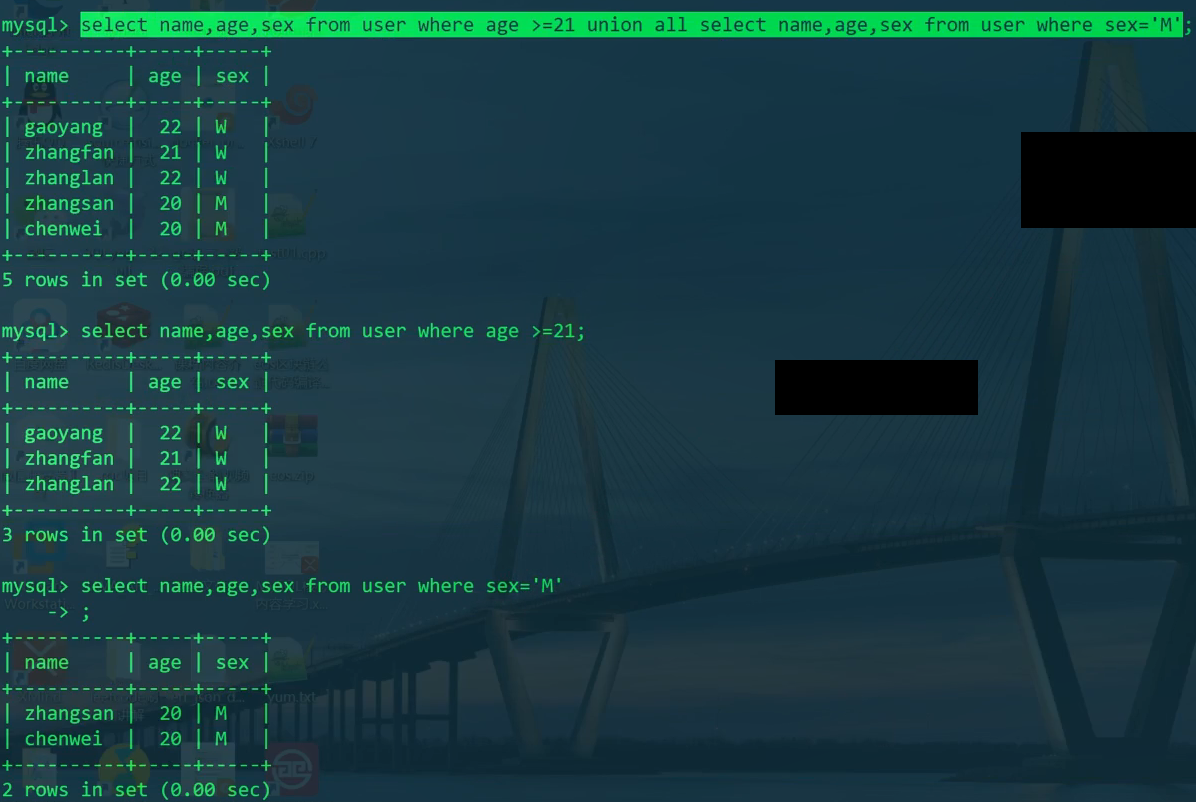 mysql> select name,age,sex from user where age >=21 union all select name,age,sex from user where sex='M';
+----------+-----+-----+
| name     | age | sex |
+----------+-----+-----+
| gaoyang  |  22 | W   |
| zhangfan |  21 | W   |
| zhanglan |  22 | W   |
| zhangsan |  20 | M   |
| chenwei  |  20 | M   |
+----------+-----+-----+
5 rows in set (0.00 sec)
mysql> select name,age,sex from user where age >=21;
+----------+-----+-----+
| name     | age | sex |
+----------+-----+-----+
| gaoyang  |  22 | W   |
| zhangfan |  21 | W   |
| zhanglan |  22 | W   |
+----------+-----+-----+
3 rows in set (0.00 sec)
mysql> select name,age,sex from user where sex='M'
    -> ;
+----------+-----+-----+
| name     | age | sex |
+----------+-----+-----+
| zhangsan |  20 | M   |
| chenwei  |  20 | M   |
+----------+-----+-----+
2 rows in set (0.00 sec)